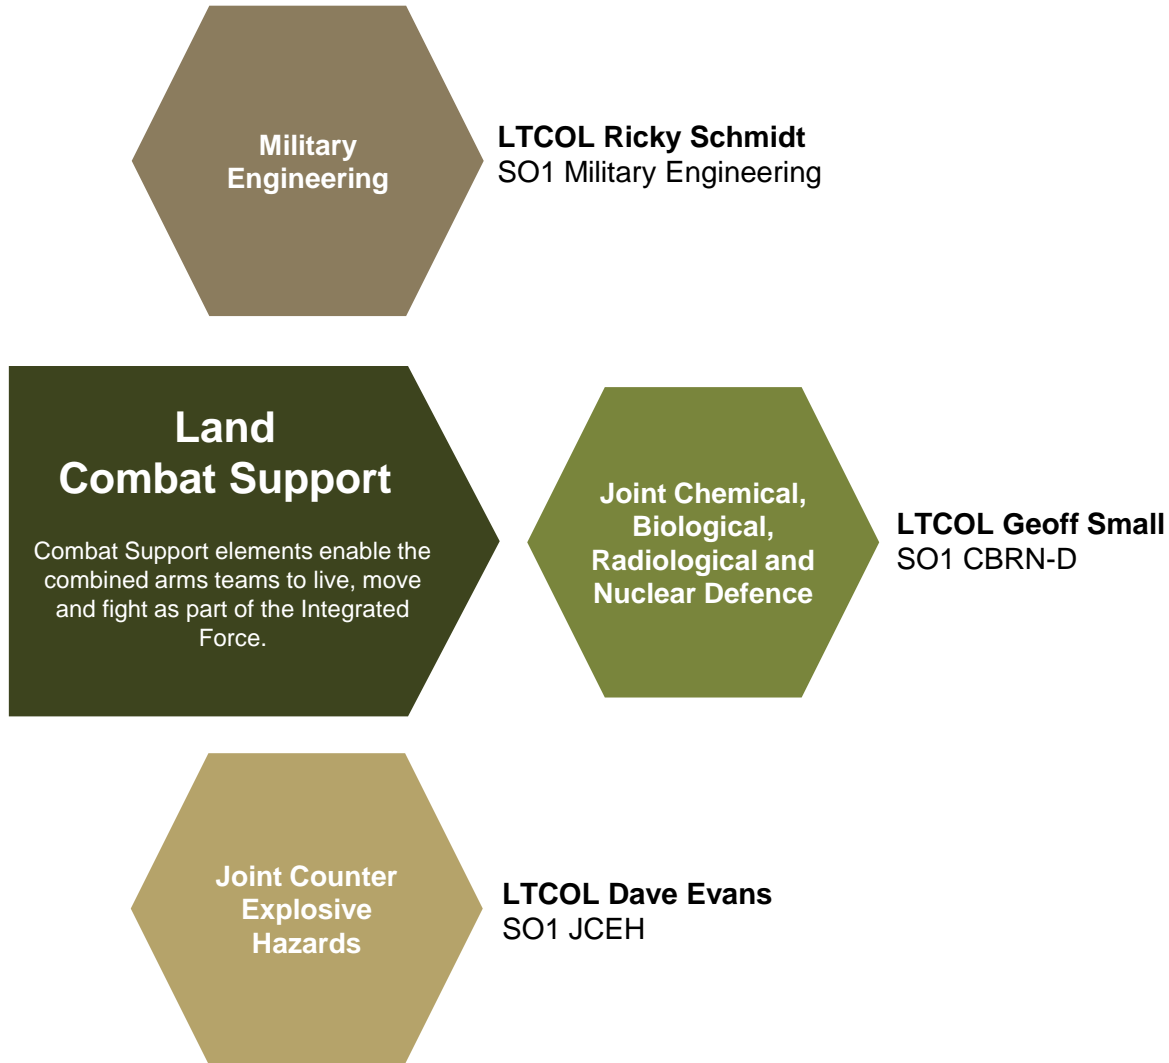 Military
Engineering
LTCOL Ricky Schmidt
SO1 Military Engineering
Land
Combat Support
Combat Support elements enable the
combined arms teams to live, move
and fight as part of the Integrated
Force.
Joint Chemical,
Biological,
Radiological and
Nuclear Defence
LTCOL Geoff Small
SO1 CBRN-D
Joint Counter
Explosive
Hazards
LTCOL Dave Evans
SO1 JCEH